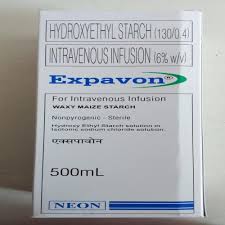 HYDROXYETHYL STARCH (130/0.4)
INTRAVENOUS INFUSION (6% w/v)
Expavon®
For Intravenous Infusion
WAXY MAIZE STARCH
Nonpyrogenic - Sterile
Hydroxy Ethyl Starch solution in
isotonic sodium chloride solution.
एक्सपावोन
500mL
NEON